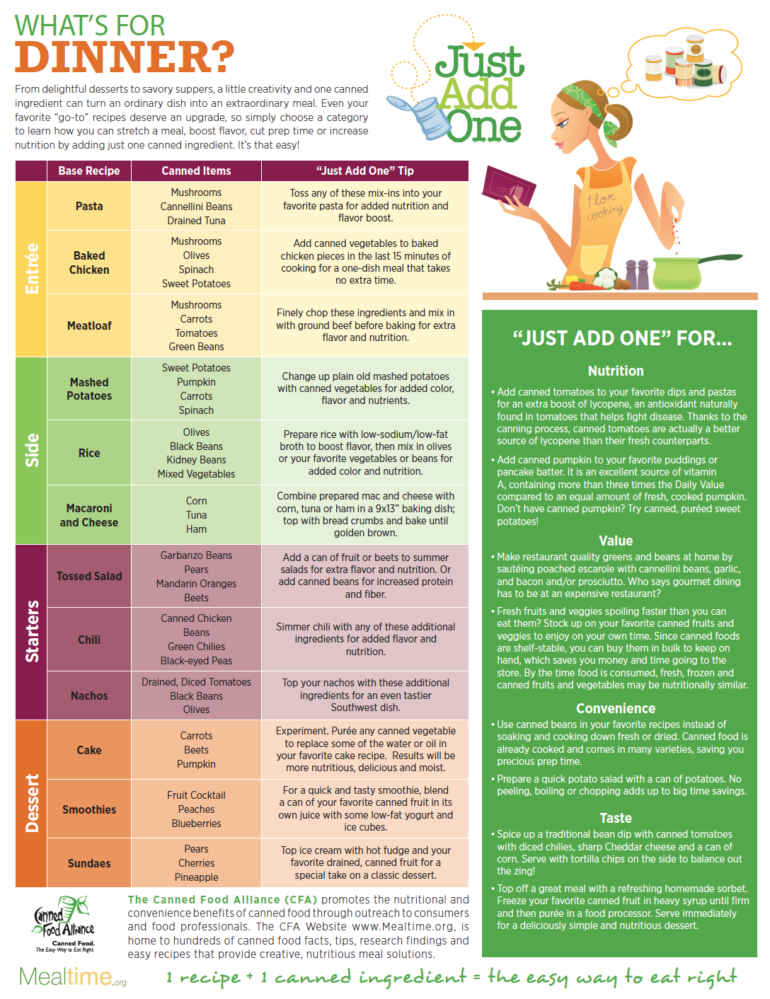 WHAT'S FOR
DINNER?
From delightful desserts to savory suppers, a little creativity and one canned
ingredient can turn an ordinary dish into an extraordinary meal. Even your
favorite “go-to” recipes deserve an upgrade, so simply choose a category
to learn how you can stretch a meal, boost flavor, cut prep time or increase
nutrition by adding just one canned ingredient. It's that easy!
Just
Add
One
I love
cooking
Base Recipe
Canned Items
“Just Add One” Tip
Entrée
Pasta
Mushrooms
Cannellini Beans
Drained Tuna
Toss any of these mix-ins into your
favorite pasta for added nutrition and
flavor boost.
Baked
Chicken
Mushrooms
Olives
Spinach
Sweet Potatoes
Add canned vegetables to baked
chicken pieces in the last 15 minutes of
cooking for a one-dish meal that takes
no extra time.
Meatloaf
Mushrooms
Carrots
Tomatoes
Green Beans
Finely chop these ingredients and mix in
with ground beef before baking for extra
flavor and nutrition.
Side
Mashed
Potatoes
Sweet Potatoes
Pumpkin
Carrots
Spinach
Change up plain old mashed potatoes
with canned vegetables for added color,
flavor and nutrients.
Rice
Olives
Black Beans
Kidney Beans
Mixed Vegetables
Prepare rice with low-sodium/low-fat
broth to boost flavor, then mix in olives
or your favorite vegetables or beans for
added color and nutrition.
Macaroni
and Cheese
Corn
Tuna
Ham
Combine prepared mac and cheese with
corn, tuna or ham in a 9x13” baking dish;
top with bread crumbs and bake until
golden brown.
Starters
Tossed Salad
Garbanzo Beans
Pears
Mandarin Oranges
Beets
Add a can of fruit or beets to summer
salads for extra flavor and nutrition. Or
add canned beans for increased protein
and fiber.
Chili
Canned Chicken
Beans
Green Chilies
Black-eyed Peas
Simmer chili with any of these additional
ingredients for added flavor and
nutrition.
Nachos
Drained, Diced Tomatoes
Black Beans
Olives
Top your nachos with these additional
ingredients for an even tastier
Southwest dish.
Dessert
Cake
Carrots
Beets
Pumpkin
Experiment. Purée any canned vegetable
to replace some of the water or oil in
your favorite cake recipe. Results will be
more nutritious, delicious and moist.
Smoothies
Fruit Cocktail
Peaches
Blueberries
For a quick and tasty smoothie, blend
a can of your favorite canned fruit in its
own juice with some low-fat yogurt and
ice cubes.
Sundaes
Pears
Cherries
Pineapple
Top ice cream with hot fudge and your
favorite drained, canned fruit for a
special take on a classic dessert.
“JUST ADD ONE” FOR...
Nutrition
• Add canned tomatoes to your favorite dips and pastas
for an extra boost of lycopene, an antioxidant naturally
found in tomatoes that helps fight disease. Thanks to the
canning process, canned tomatoes are actually a better
source of lycopene than their fresh counterparts.
• Add canned pumpkin to your favorite puddings or
pancake batter. It is an excellent source of vitamin
A, containing more than three times the Daily Value
compared to an equal amount of fresh, cooked pumpkin.
Don't have canned pumpkin? Try canned, puréed sweet
potatoes!
Value
• Make restaurant quality greens and beans at home by
sautéing poached escarole with cannellini beans, garlic,
and bacon and/or prosciutto. Who says gourmet dining
has to be at an expensive restaurant?
• Fresh fruits and veggies spoiling faster than you can
eat them? Stock up on your favorite canned fruits and
veggies to enjoy on your own time. Since canned foods
are shelf-stable, you can buy them in bulk to keep on
hand, which saves you money and time going to the
store. By the time food is consumed, fresh, frozen and
canned fruits and vegetables may be nutritionally similar.
Convenience
• Use canned beans in your favorite recipes instead of
soaking and cooking down fresh or dried. Canned food is
already cooked and comes in many varieties, saving you
precious prep time.
• Prepare a quick potato salad with a can of potatoes. No
peeling, boiling or chopping adds up to big time savings.
Taste
• Spice up a traditional bean dip with canned tomatoes
with diced chilies, sharp Cheddar cheese and a can of
corn. Serve with tortilla chips on the side to balance out
the zing!
• Top off a great meal with a refreshing homemade sorbet.
Freeze your favorite canned fruit in heavy syrup until firm
and then purée in a food processor. Serve immediately
for a deliciously simple and nutritious dessert.
Canned
Food Alliance
Canned Food.
The Easy Way to Eat Right.
The Canned Food Alliance (CFA) promotes the nutritional and
convenience benefits of canned food through outreach to consumers
and food professionals. The CFA Website www.Mealtime.org, is
home to hundreds of canned food facts, tips, research findings and
easy recipes that provide creative, nutritious meal solutions.
Mealtime.org
1 recipe + 1 canned ingredient = the easy way to eat right